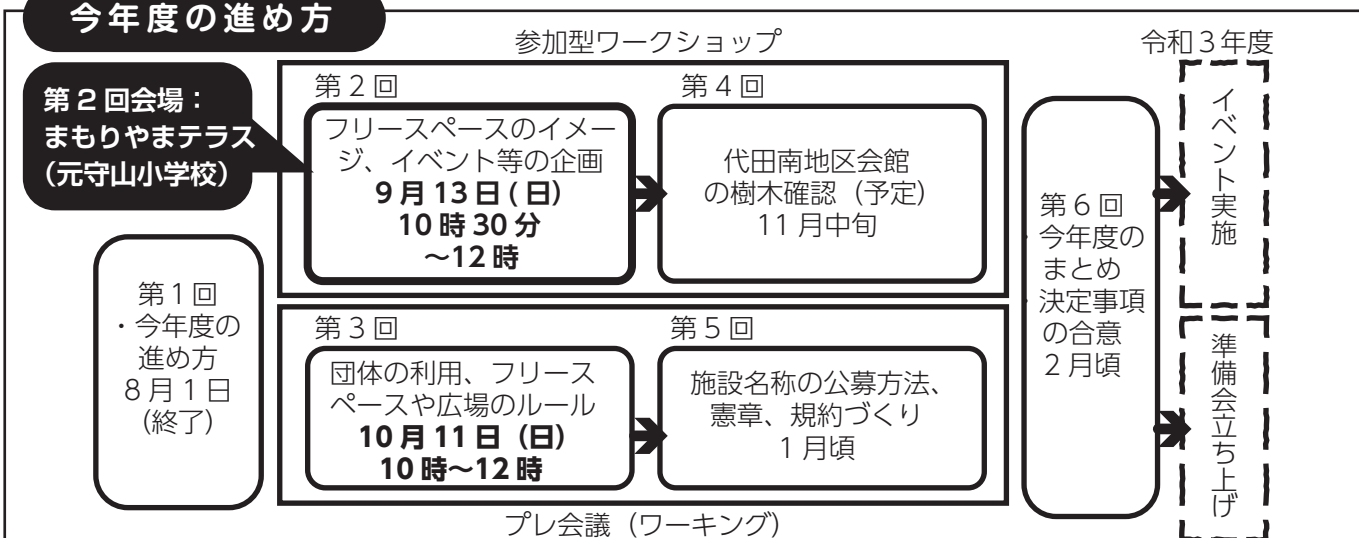 今年度の進め方
参加型ワークショップ
令和３年度
第２回会場：
まもりやまテラス
（元守山小学校）
第１回
・今年度の
進め方
８月１日
（終了）
第２回
フリースペースのイメー
ジ、イベント等の企画
９月13日(日）
10時30分
～12時
第４回
代田南地区会館
の樹木確認（予定）
11月中旬
第３回
団体の利用、フリース
ペースや広場のルール
10月11日（日）
10時～12時
第５回
施設名称の公募方法、
憲章、規約づくり
１月頃
プレ会議（ワーキング）
第６回
・今年度の
まとめ
・決定事項
の合意
２月頃
イベント実施
準備会立ち上げ